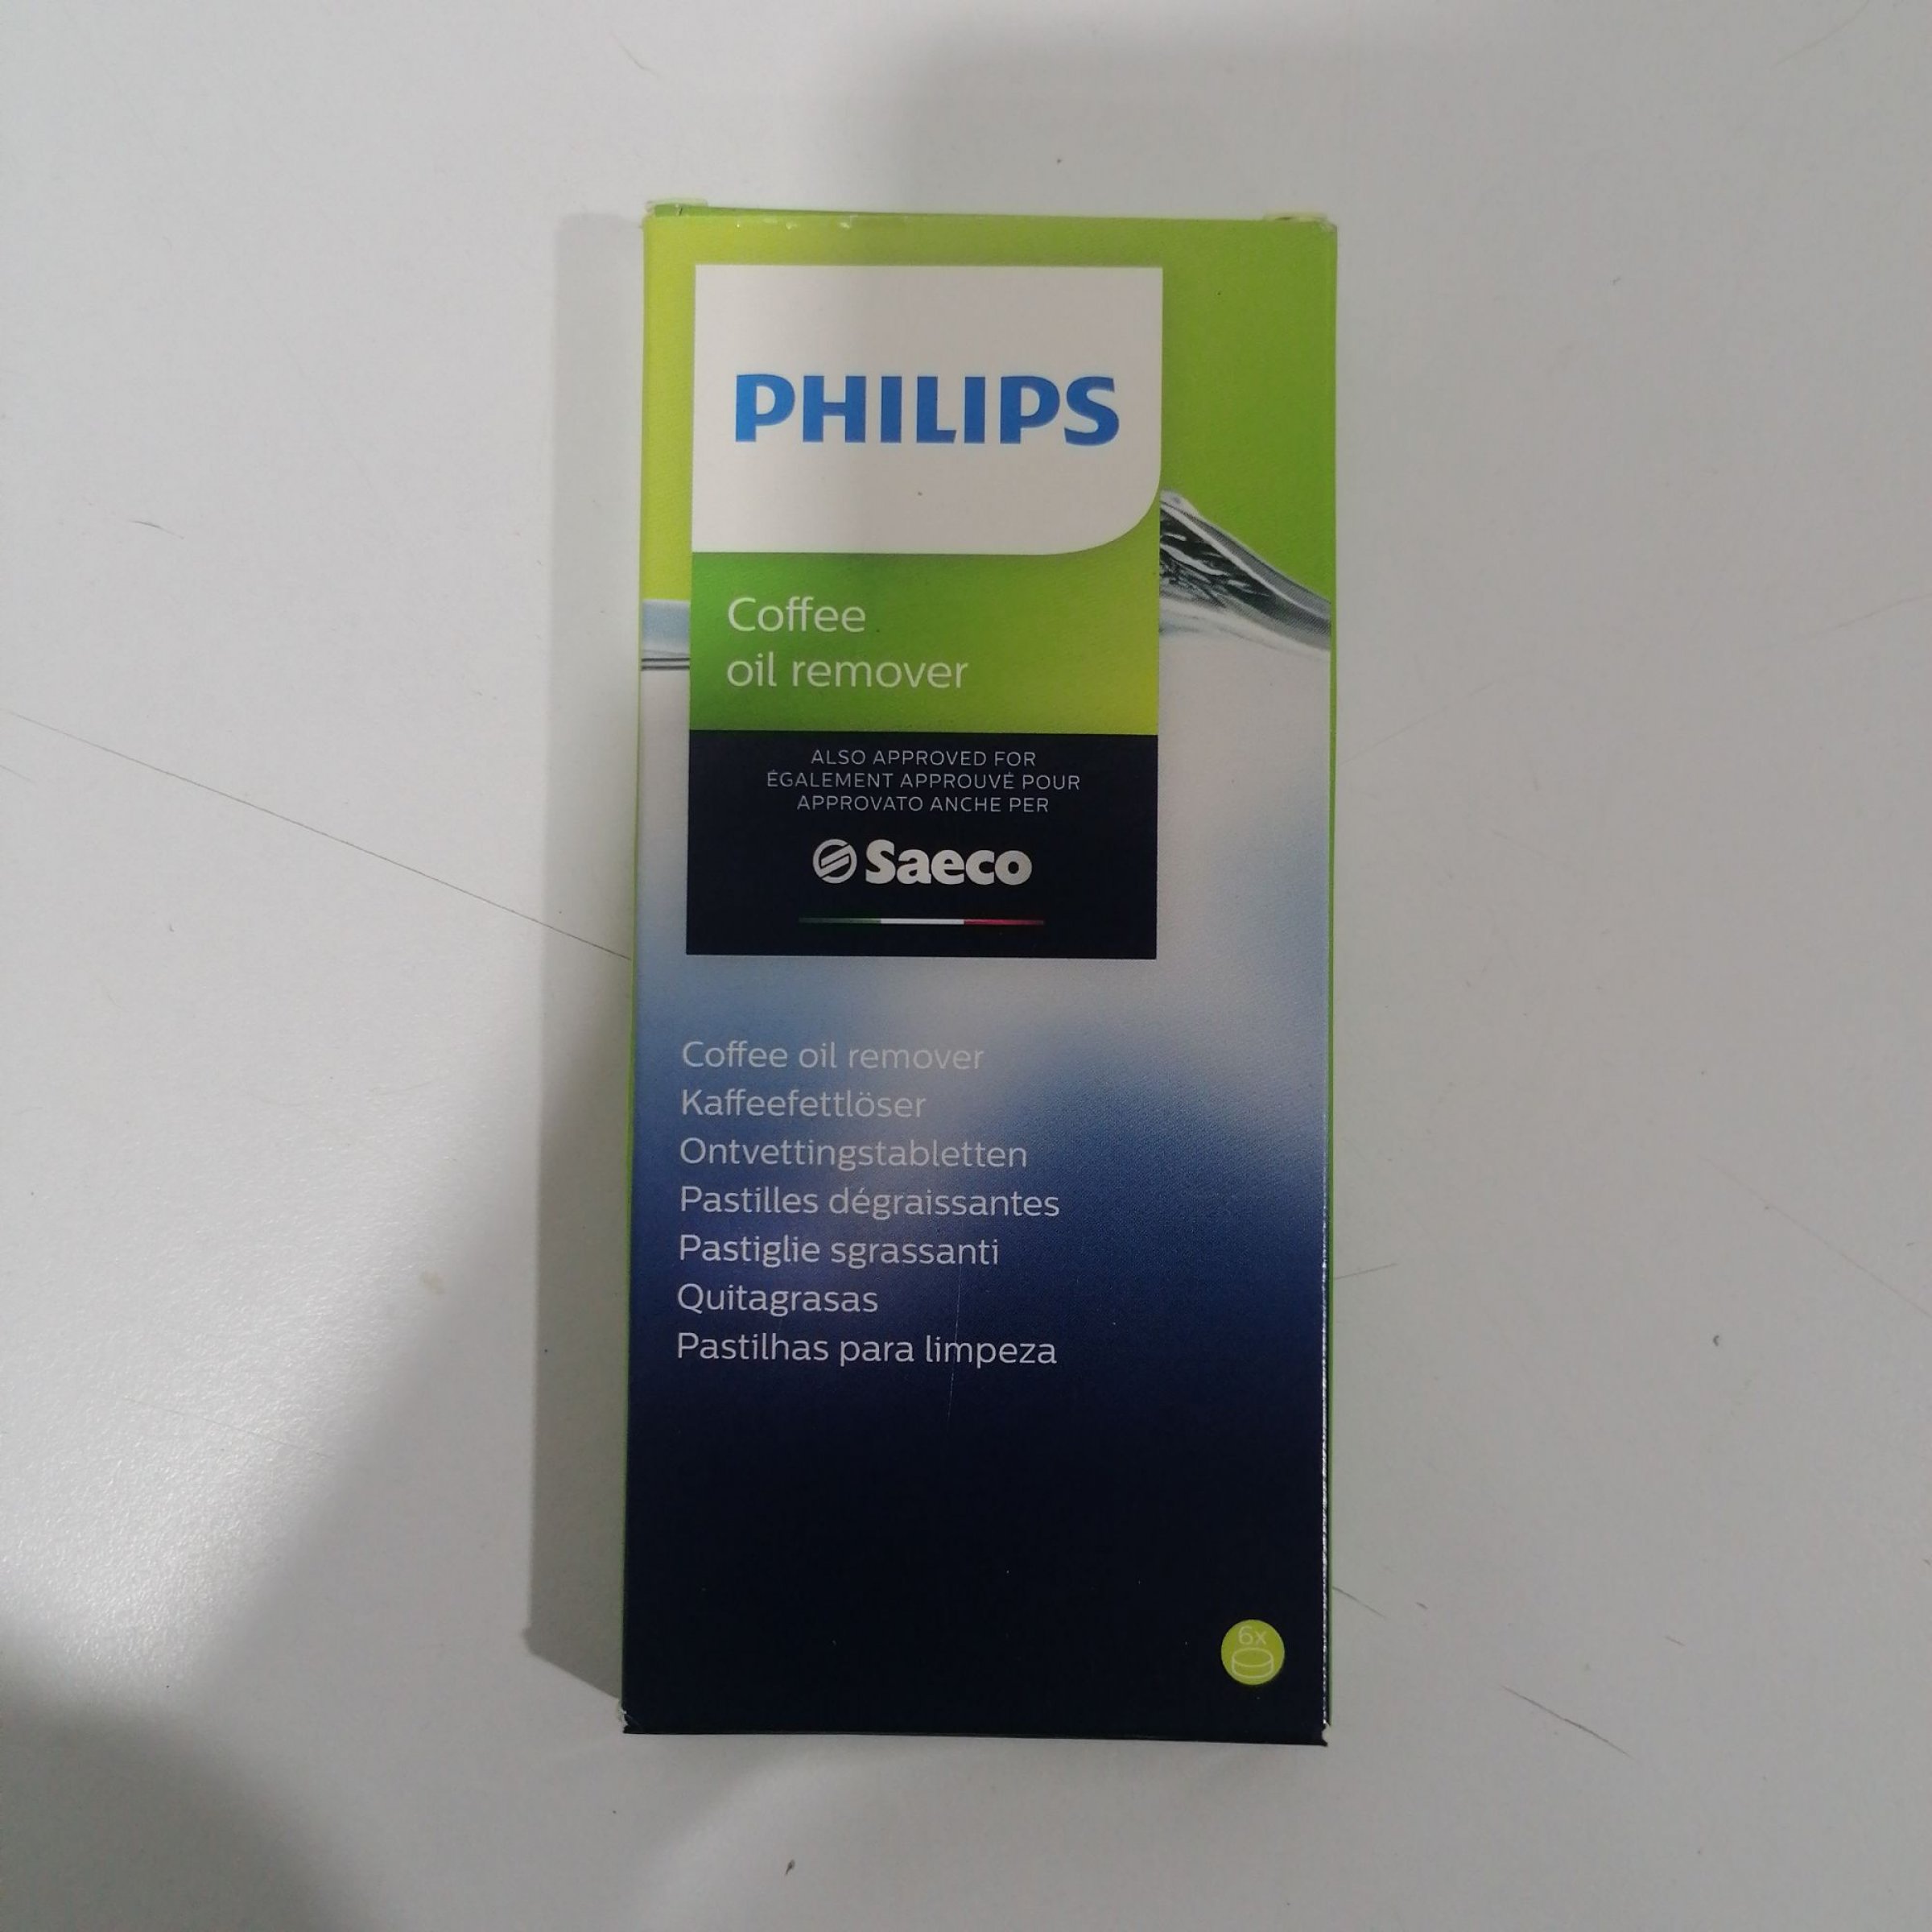 PHILIPS
Coffee
oil remover
ALSO APPROVED FOR
ÉGALEMENT APPROUVÉ POUR
APPROVATO ANCHE PER
Saeco
Coffee oil remover
Kaffeefettlöser
Ontvettingstabletten
Pastilles dégraissantes
Pastiglie sgrassanti
Quitagrasas
Pastilhas para limpeza
6x